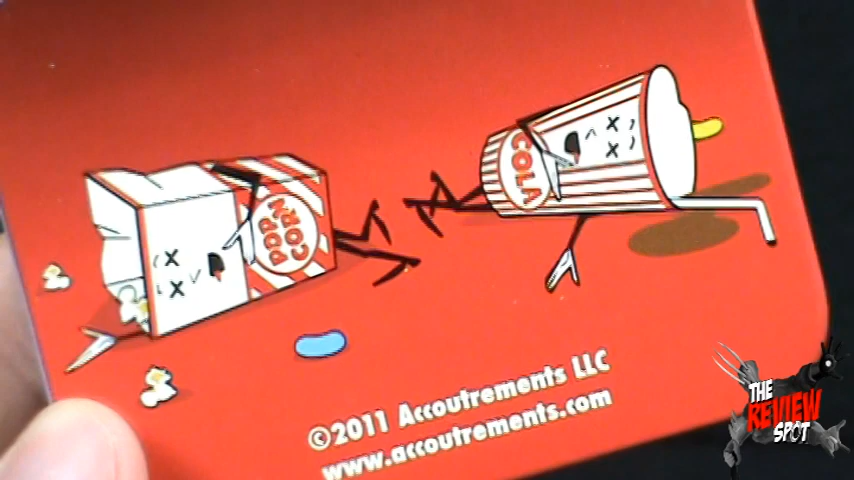 POP
CORN
COLA
©2011 Accoutrements LLC
www.accoutrements.com
THE
REVIEW
SPOT